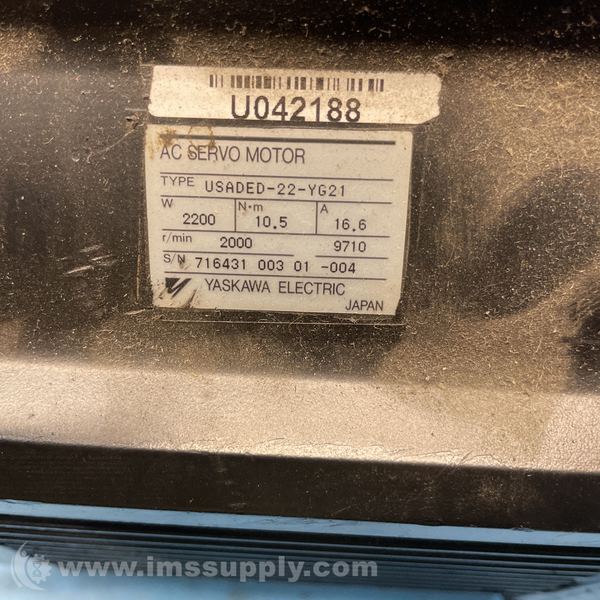 U042188
AC SERVO MOTOR
TYPE USADED-22-YG21
W 2200 N·m 10.5 A 16.6
r/min 2000 9710
S/N 716431 003 01 -004
YASKAWA ELECTRIC
JAPAN
www.imssupply.com